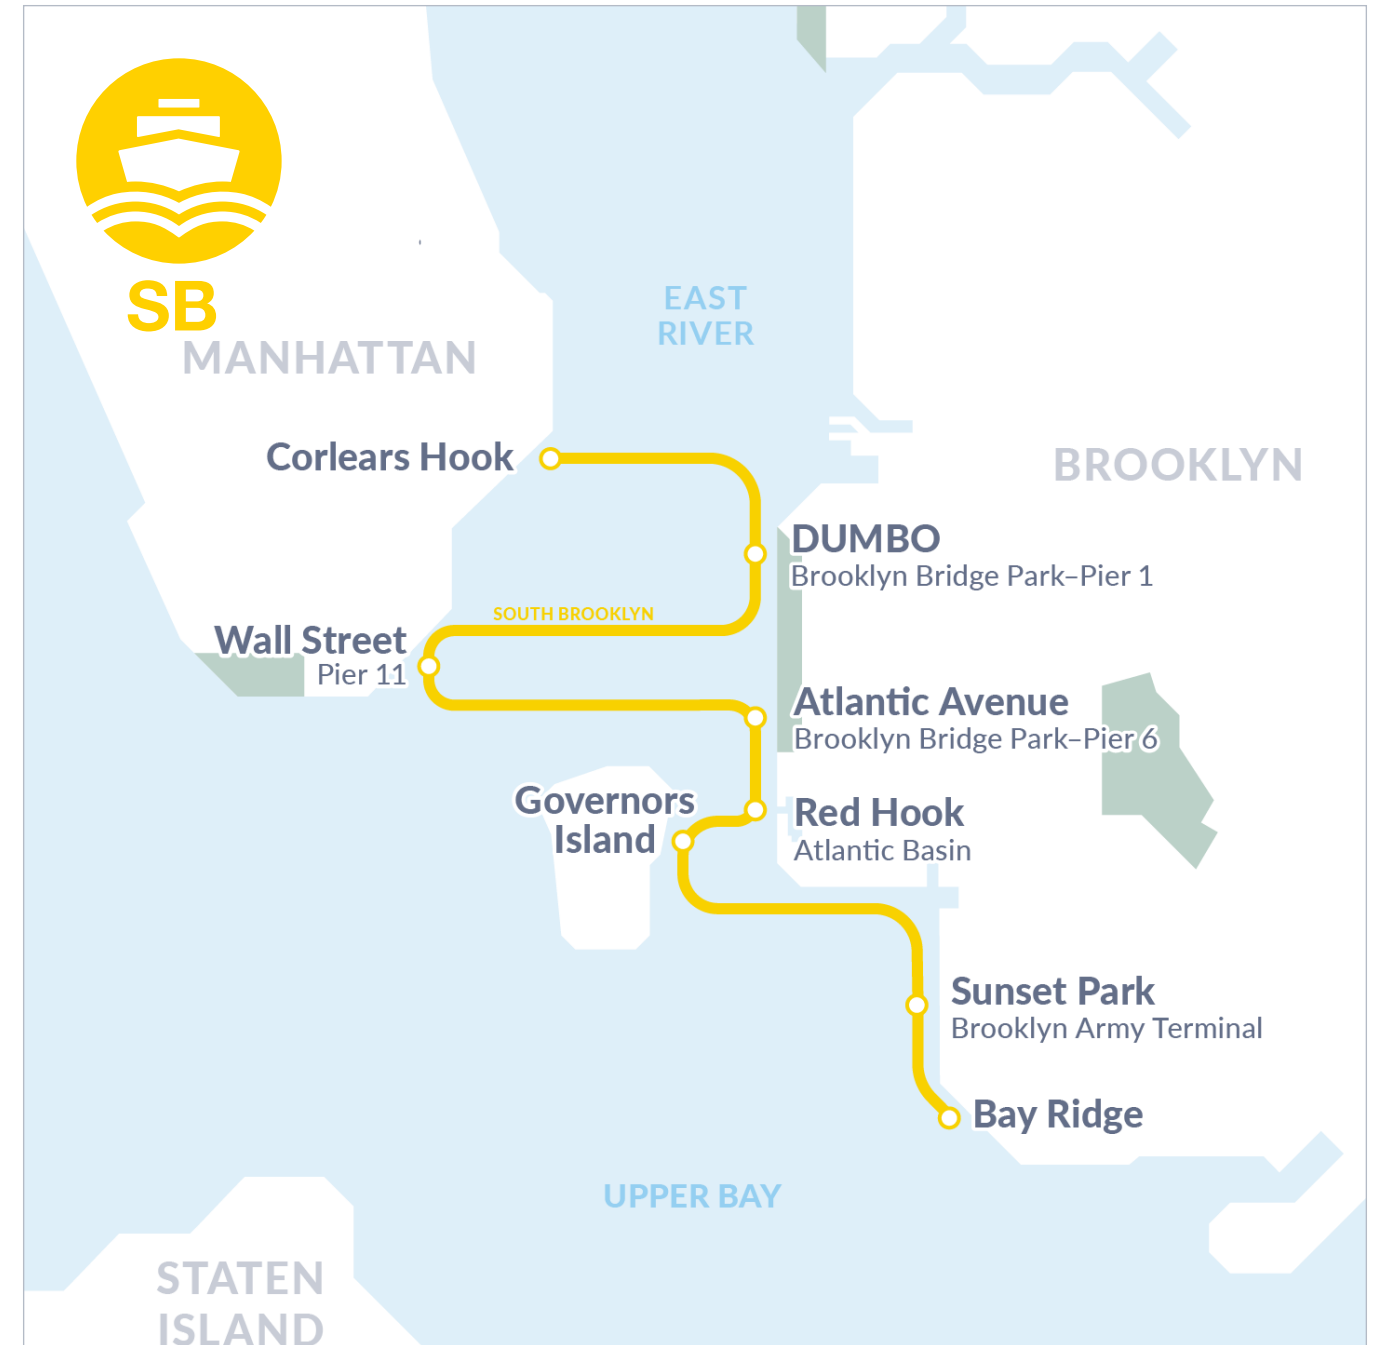 SB
MANHATTAN
EAST
RIVER
BROOKLYN
Corlears Hook
DUMBO
Brooklyn Bridge Park–Pier 1
SOUTH BROOKLYN
Wall Street
Pier 11
Atlantic Avenue
Brooklyn Bridge Park–Pier 6
Governors
Island
Red Hook
Atlantic Basin
Sunset Park
Brooklyn Army Terminal
Bay Ridge
UPPER BAY
STATEN
ISLAND